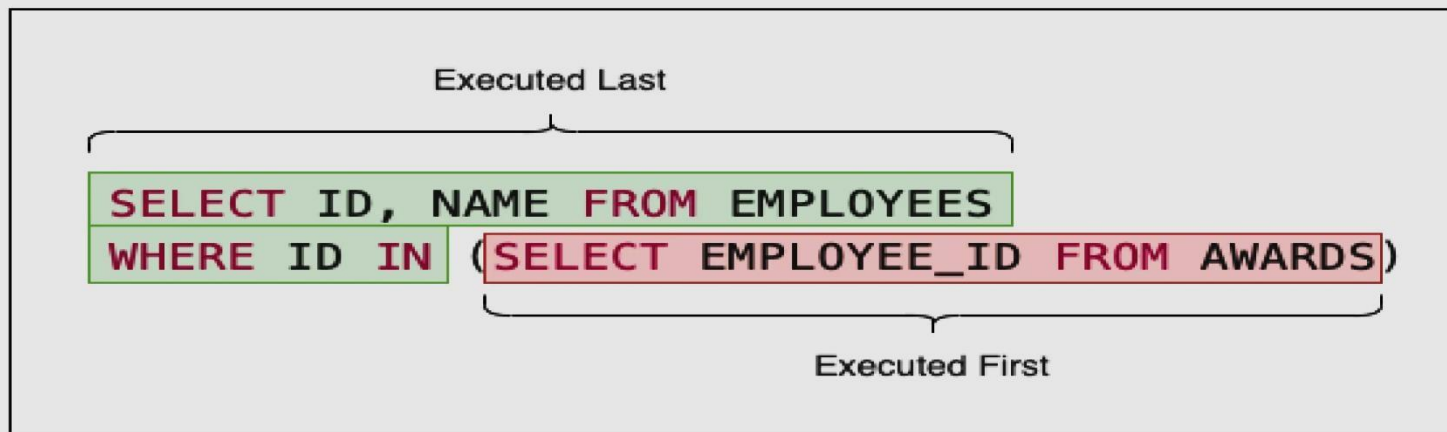 Executed Last
SELECT ID, NAME FROM EMPLOYEES
WHERE ID IN (SELECT EMPLOYEE_ID FROM AWARDS)
Executed First